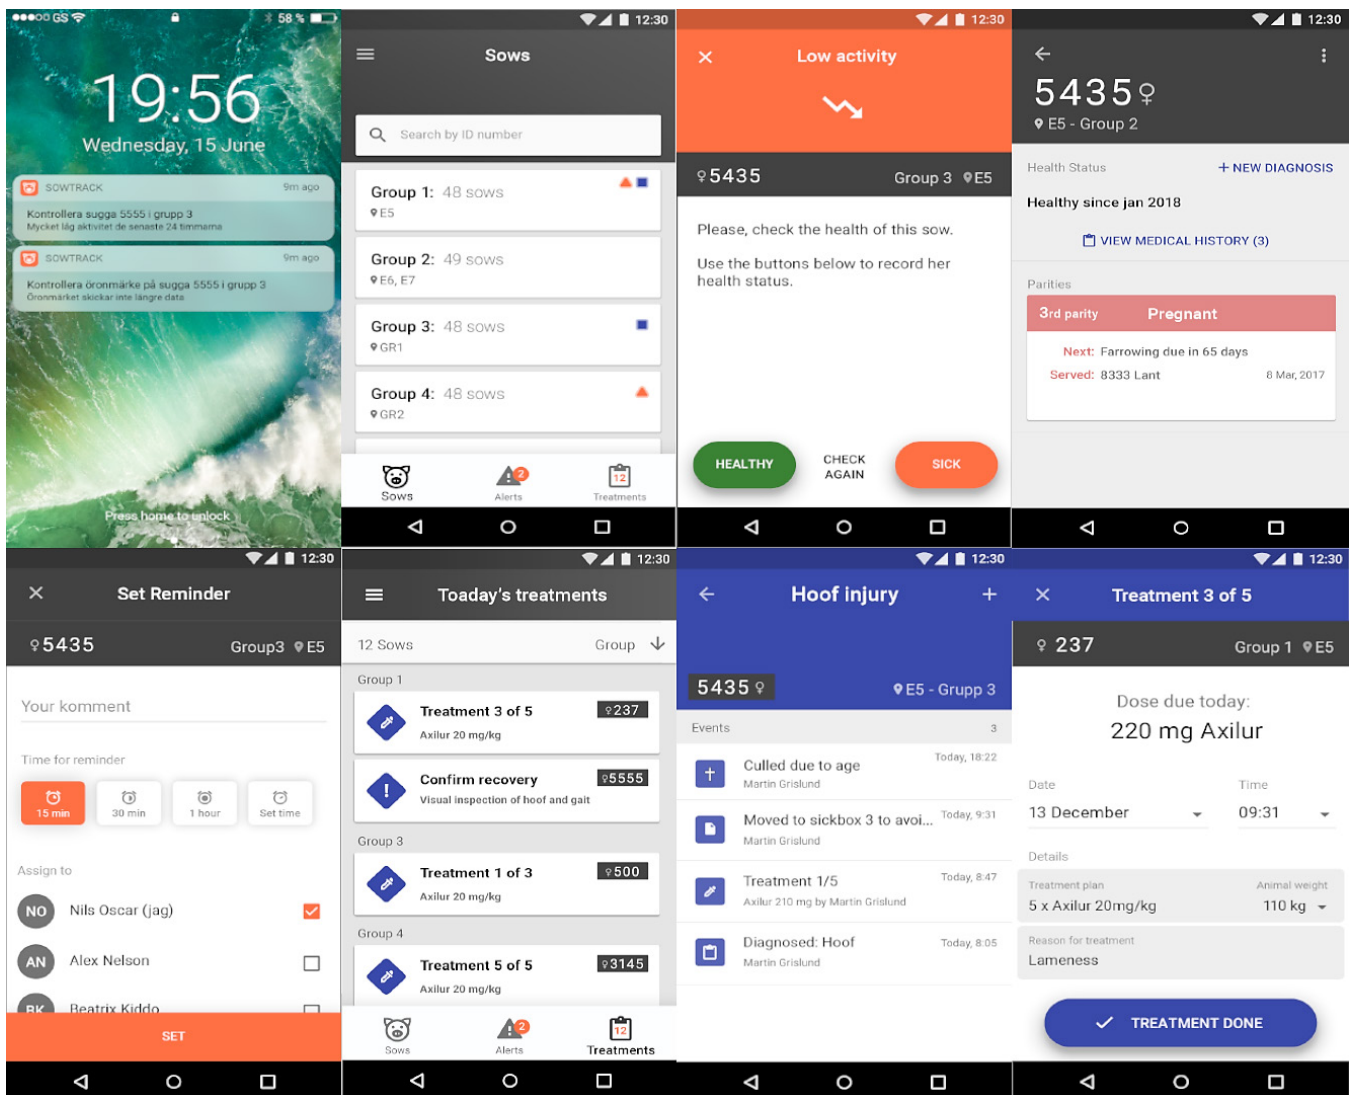 GS
58 %
19:56
Wednesday, 15 June
SOWTRACK
9m ago
Kontrollera sugga 5555 i grupp 3
Mycket låg aktivitet de senaste 24 timmarna
SOWTRACK
9m ago
Kontrollera öronmärke på sugga 5555 i grupp 3
Öronmärket skickar inte längre data
Press home to unlock
12:30
Sows
Search by ID number
Group 1: 48 sows
E5
Group 2: 49 sows
E6, E7
Group 3: 48 sows
GR1
Group 4: 48 sows
GR2
2
12
Sows
Alerts
Treatments
12:30
Low activity
♀5435
Group 3 E5
Please, check the health of this sow.
Use the buttons below to record her
health status.
HEALTHY
CHECK
AGAIN
SICK
12:30
5435♀
E5 - Group 2
Health Status
+ NEW DIAGNOSIS
Healthy since jan 2018
VIEW MEDICAL HISTORY (3)
Parities
3rd parity
Pregnant
Next: Farrowing due in 65 days
Served: 8333 Lant
8 Mar, 2017
12:30
Set Reminder
♀5435
Group3 E5
Your komment
Time for reminder
15 min
30 min
1 hour
Set time
Assign to
NO
Nils Oscar (jag)
AN
Alex Nelson
BK
Beatrix Kiddo
SET
12:30
Toaday's treatments
12 Sows
Group
Group 1
Treatment 3 of 5
♀237
Axilur 20 mg/kg
Confirm recovery
♀5555
Visual inspection of hoof and gait
Group 3
Treatment 1 of 3
♀500
Axilur 20 mg/kg
Group 4
Treatment 5 of 5
♀3145
Axilur 20 mg/kg
2
12
Sows
Alerts
Treatments
12:30
Hoof injury
5435 ♀
E5 - Grupp 3
Events
3
Culled due to age
Today, 18:22
Martin Grislund
Moved to sickbox 3 to avoi...
Today, 9:31
Martin Grislund
Treatment 1/5
Today, 8:47
Axilur 210 mg by Martin Grislund
Diagnosed: Hoof
Today, 8:05
Martin Grislund
12:30
Treatment 3 of 5
♀ 237
Group 1 E5
Dose due today:
220 mg Axilur
Date
Time
13 December
09:31
Details
Treatment plan
Animal weight
5 x Axilur 20mg/kg
110 kg
Reason for treatment
Lameness
TREATMENT DONE